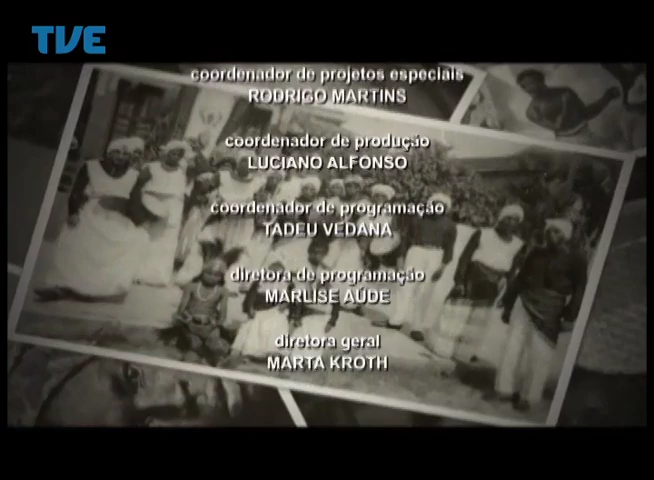 TVE
coordenador de projetos especiais
RODRIGO MARTINS
coordenador de produção
LUCIANO ALFONSO
coordenador de programação
TADEU VEDANA
diretora de programação
MARLISE AÚDE
diretora geral
MARTA KROTH